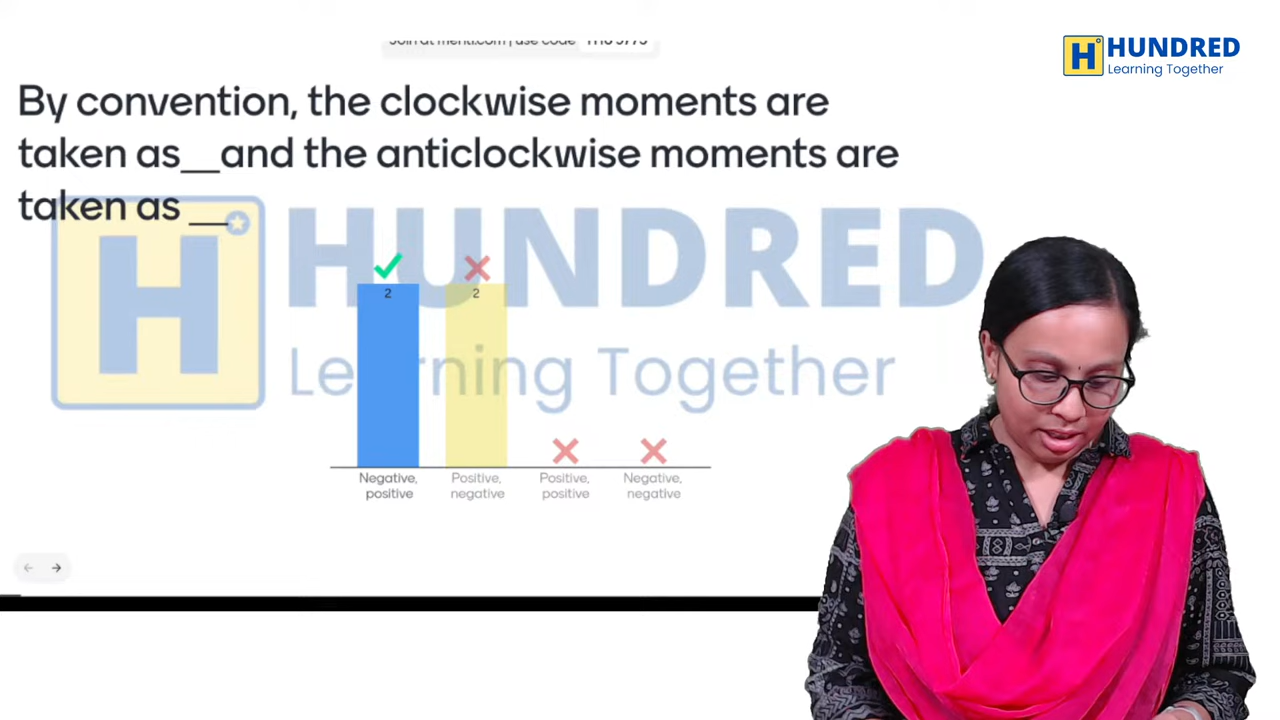 HUNDRED
Learning Together
By convention, the clockwise moments are
taken as__and the anticlockwise moments are
taken as __
H HUNDRED
Learning Together
2
2
Negative,
positive
Positive,
negative
Positive,
positive
Negative,
negative